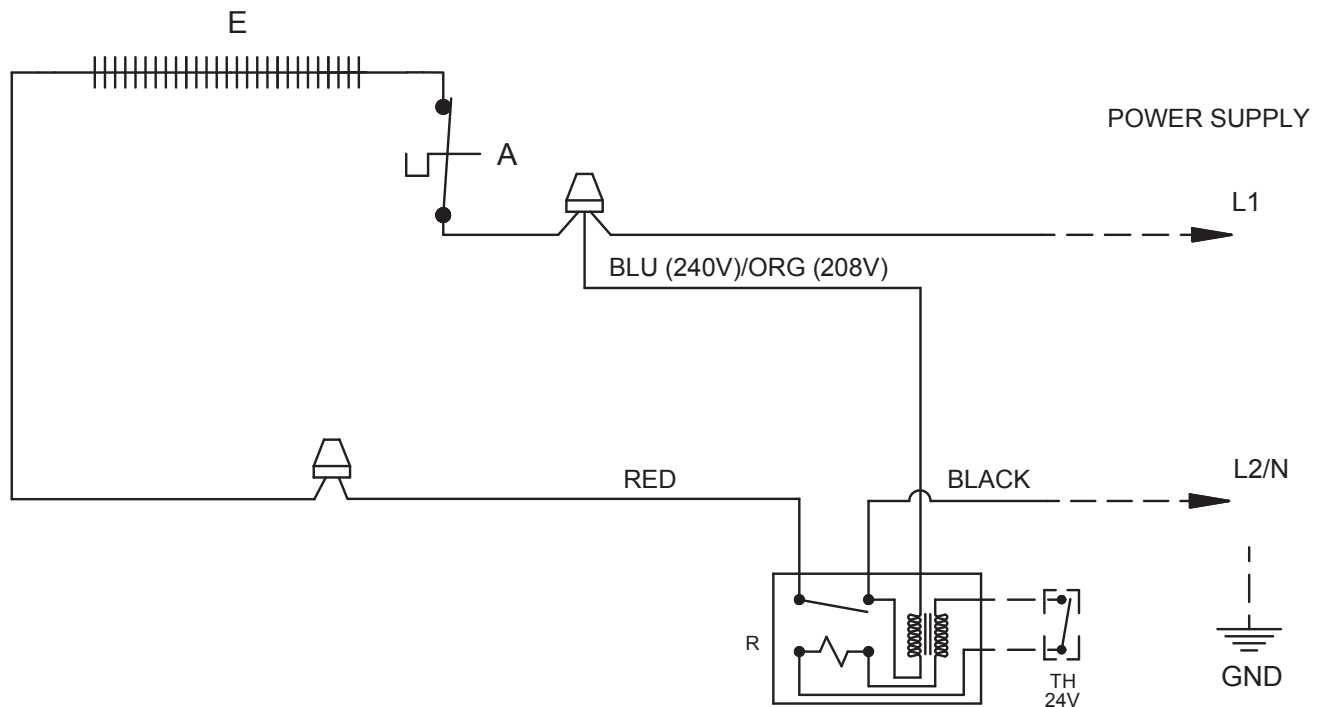 E
POWER SUPPLY
A
L1
BLU (240V)/ORG (208V)
L2/N
RED
BLACK
R
GND
TH
24V